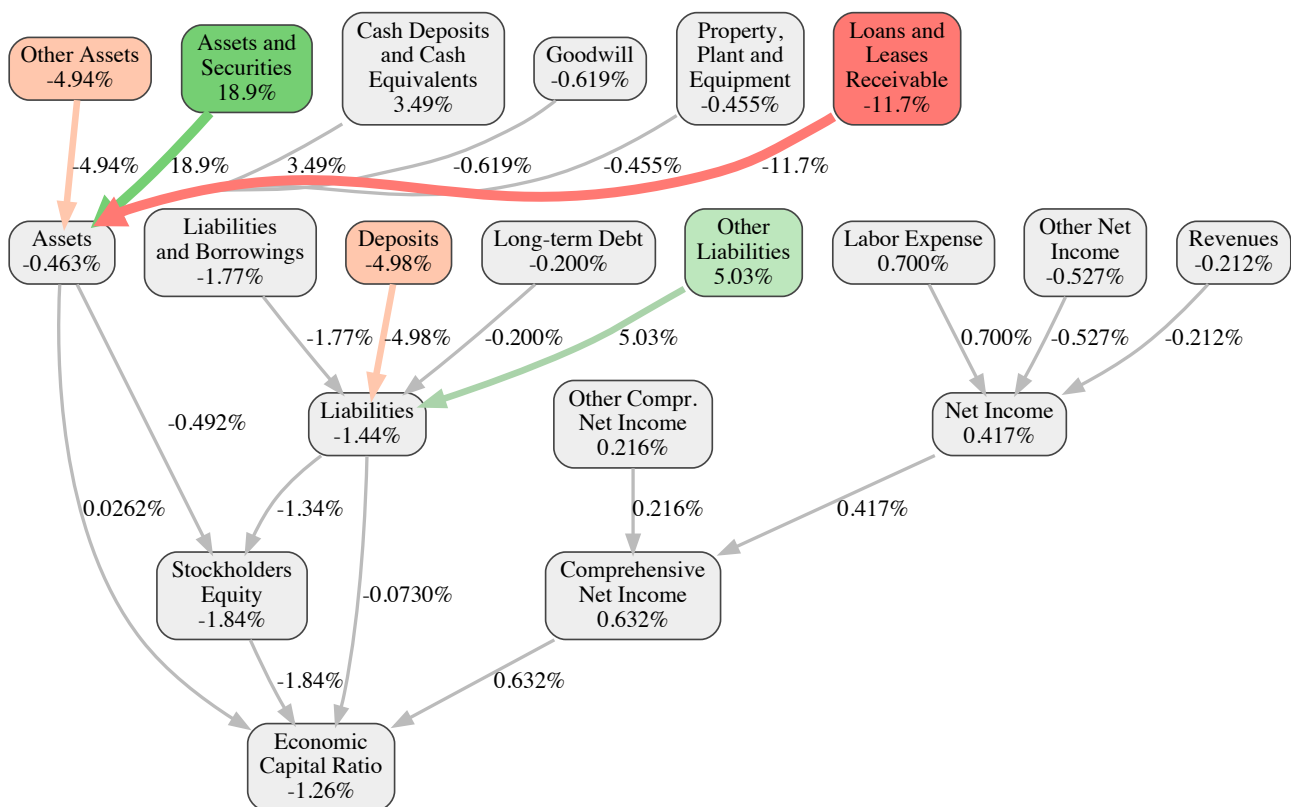 Other Assets
-4.94%
Assets and
Securities
18.9%
Cash Deposits
and Cash
Equivalents
3.49%
Goodwill
-0.619%
Property,
Plant and
Equipment
-0.455%
Loans and
Leases
Receivable
-11.7%
-4.94%
18.9%
3.49%
-0.619%
-0.455%
-11.7%
Assets
-0.463%
Liabilities
and Borrowings
-1.77%
Deposits
-4.98%
Long-term Debt
-0.200%
Other
Liabilities
5.03%
Labor Expense
0.700%
Other Net
Income
-0.527%
Revenues
-0.212%
-1.77%
-4.98%
-0.200%
5.03%
0.700%
-0.527%
-0.212%
-0.492%
Liabilities
-1.44%
Other Compr.
Net Income
0.216%
Net Income
0.417%
0.0262%
-1.34%
0.216%
0.417%
Stockholders
Equity
-1.84%
-0.0730%
Comprehensive
Net Income
0.632%
-1.84%
0.632%
Economic
Capital Ratio
-1.26%